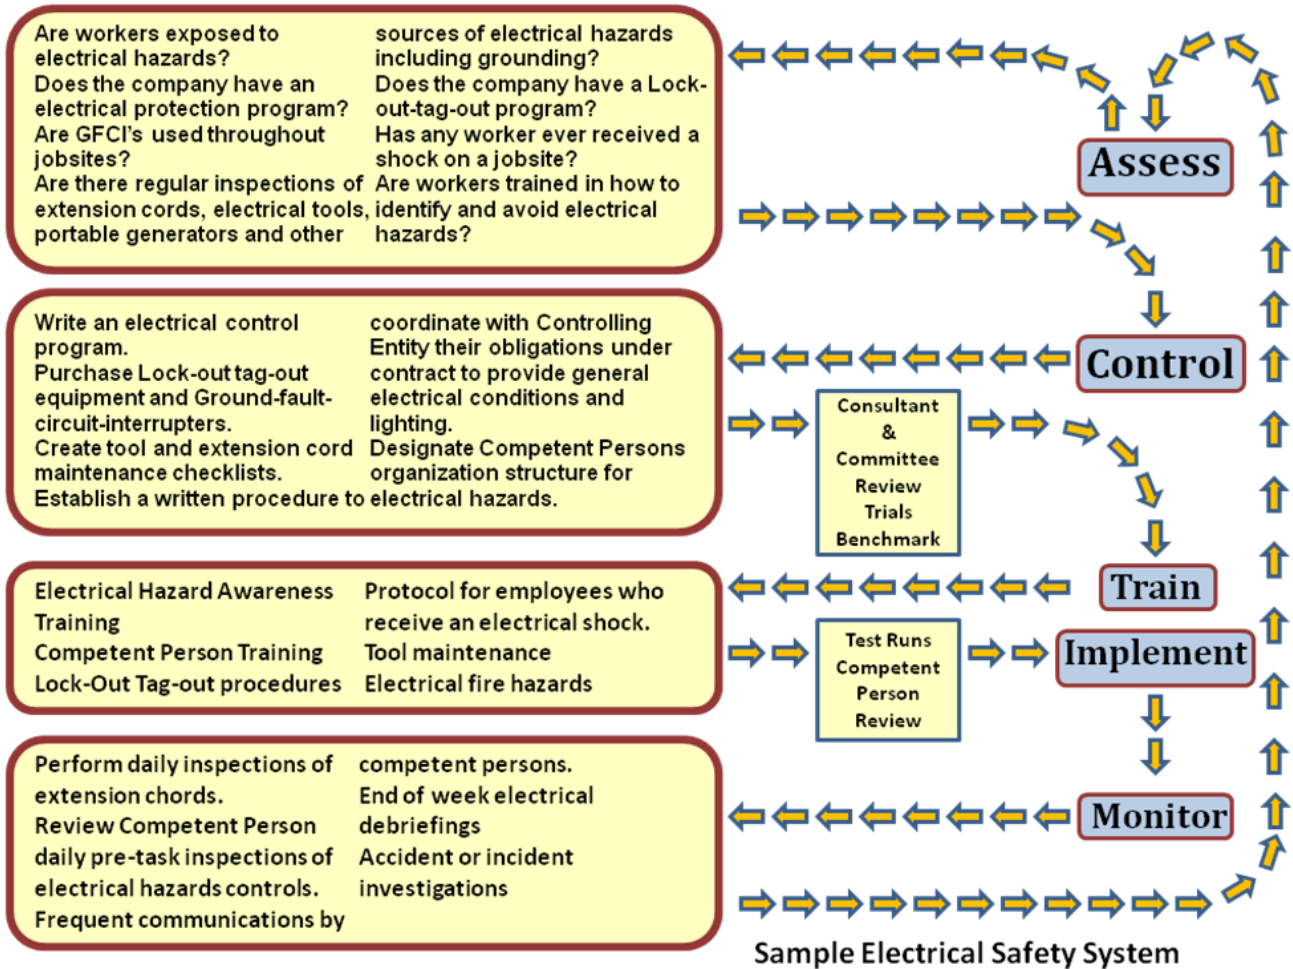 Are workers exposed to
electrical hazards?
Does the company have an
electrical protection program?
Are GFCI's used throughout
jobsites?
Are there regular inspections of
extension cords, electrical tools,
portable generators and other
sources of electrical hazards
including grounding?
Does the company have a Lock-
out-tag-out program?
Has any worker ever received a
shock on a jobsite?
Are workers trained in how to
identify and avoid electrical
hazards?
Assess
Write an electrical control
program.
Purchase Lock-out tag-out
equipment and Ground-fault-
circuit-interrupters.
Create tool and extension cord
maintenance checklists.
Establish a written procedure to
coordinate with Controlling
Entity their obligations under
contract to provide general
electrical conditions and
lighting.
Designate Competent Persons
organization structure for
electrical hazards.
Control
Consultant
&
Committee
Review
Trials
Benchmark
Electrical Hazard Awareness
Training
Competent Person Training
Lock-Out Tag-out procedures
Protocol for employees who
receive an electrical shock.
Tool maintenance
Electrical fire hazards
Train
Test Runs
Competent
Person
Review
Implement
Perform daily inspections of
extension chords.
Review Competent Person
daily pre-task inspections of
electrical hazards controls.
Frequent communications by
competent persons.
End of week electrical
debriefings
Accident or incident
investigations
Monitor
Sample Electrical Safety System